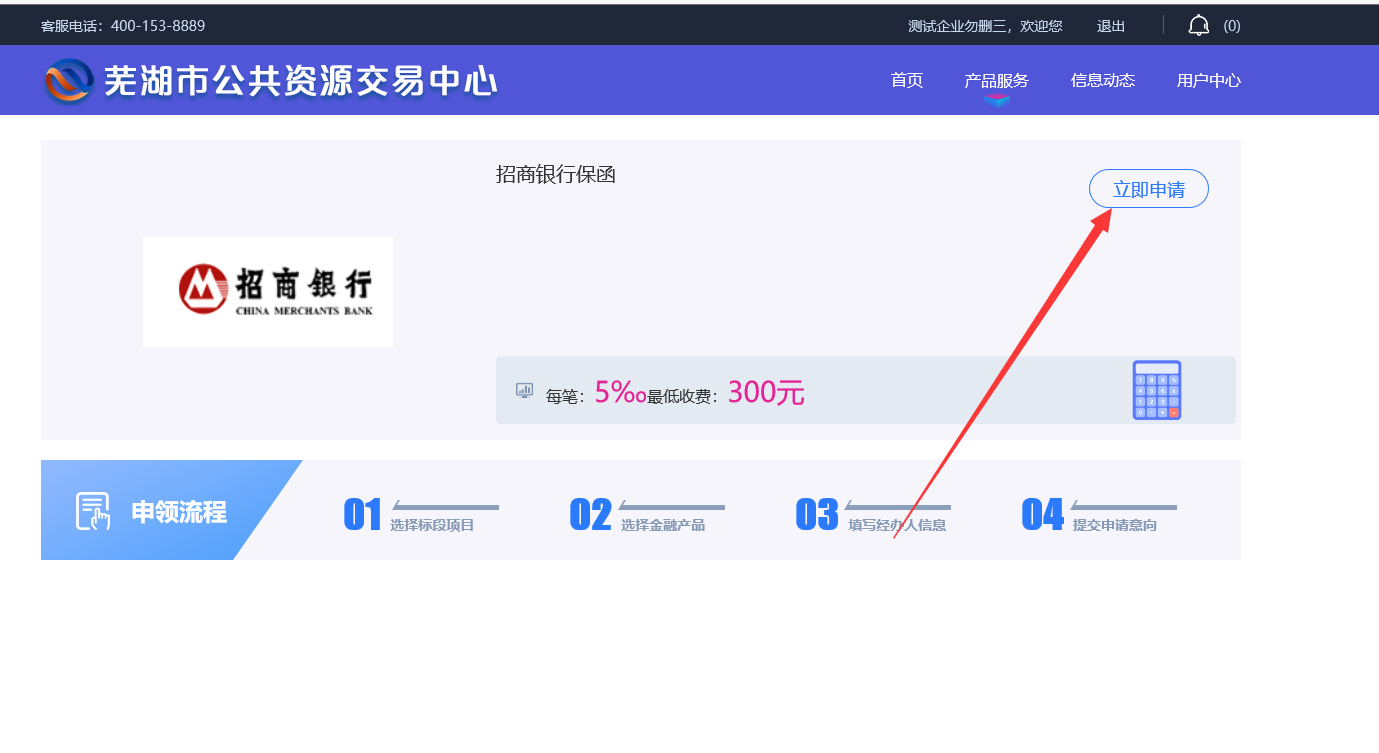 客服电话：400-153-8889
测试企业勿删三，欢迎您 退出 (0)
芜湖市公共资源交易中心
首页 产品服务 信息动态 用户中心
招商银行保函
立即申请
招商銀行
CHINA MERCHANTS BANK
每笔：5‰最低收费：300元
申领流程
01 选择标段项目
02 选择金融产品
03 填写经办人信息
04 提交申请意向